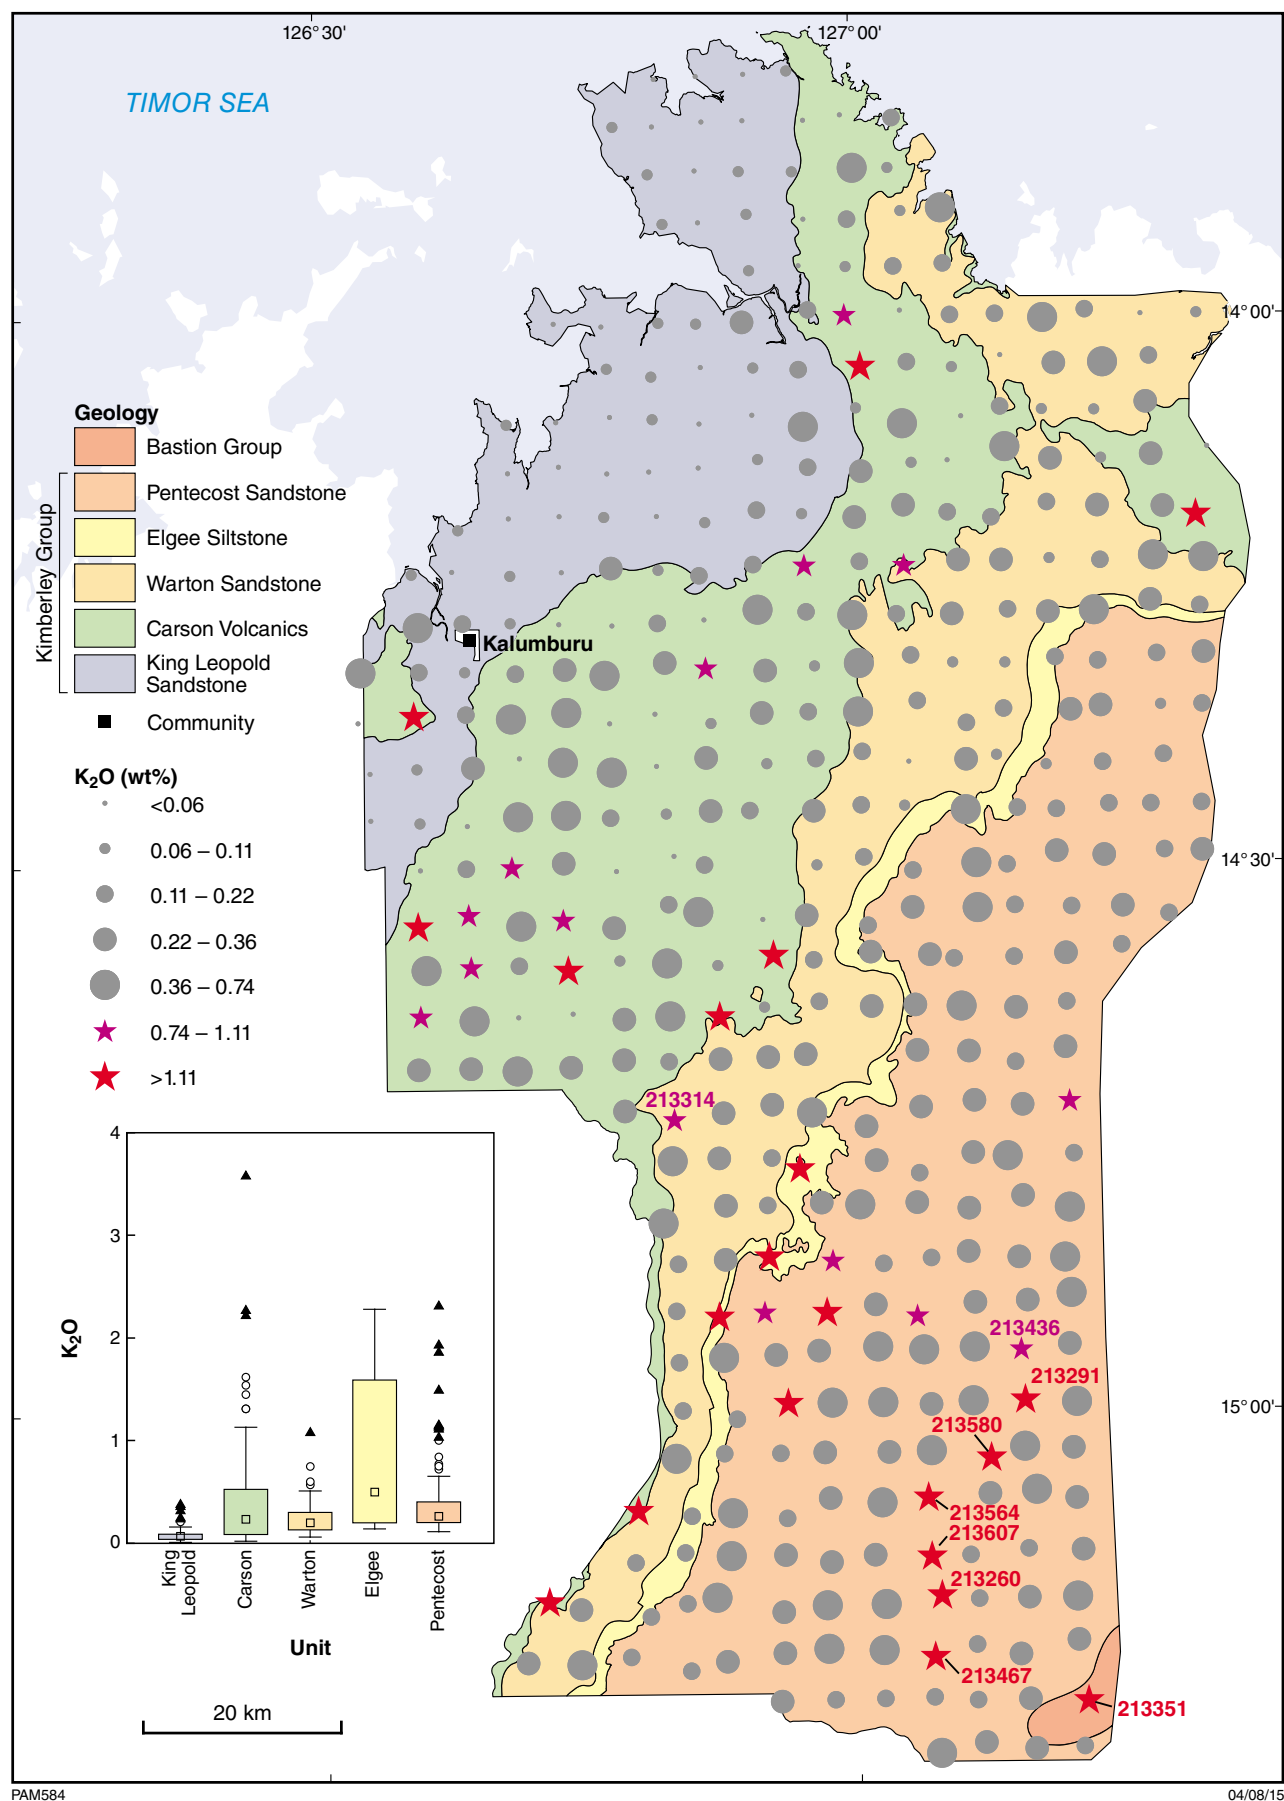 126°30'
127°00'
TIMOR SEA
14°00'
Geology
Bastion Group
Pentecost Sandstone
Elgee Siltstone
Warton Sandstone
Carson Volcanics
King Leopold
Sandstone
Kimberley Group
Community
Kalumburu
K2O (wt%)
<0.06
0.06 – 0.11
0.11 – 0.22
0.22 – 0.36
0.36 – 0.74
0.74 – 1.11
>1.11
14°30'
213314
213436
213291
15°00'
213580
213564
213607
213260
213467
213351
4
3
2
1
0
K2O
King
Leopold
Carson
Warton
Elgee
Pentecost
Unit
20 km
PAM584
04/08/15